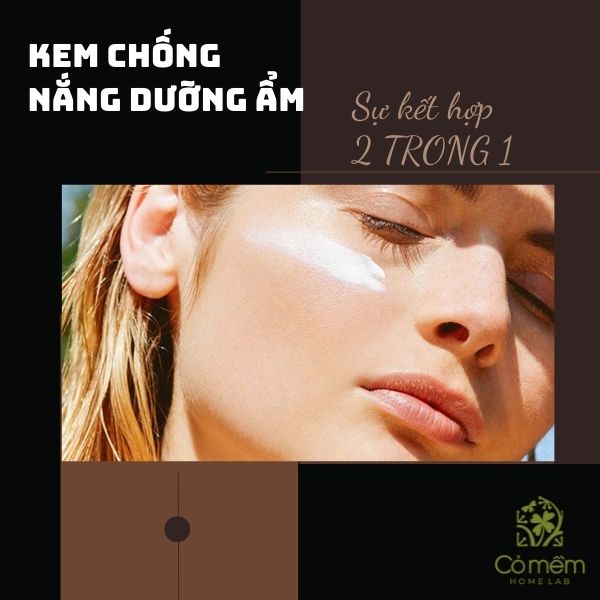 KEM CHỐNG
NẮNG DƯỠNG ẨM
Sự kết hợp
2 TRONG 1
Cỏ mềm
HOME LAB